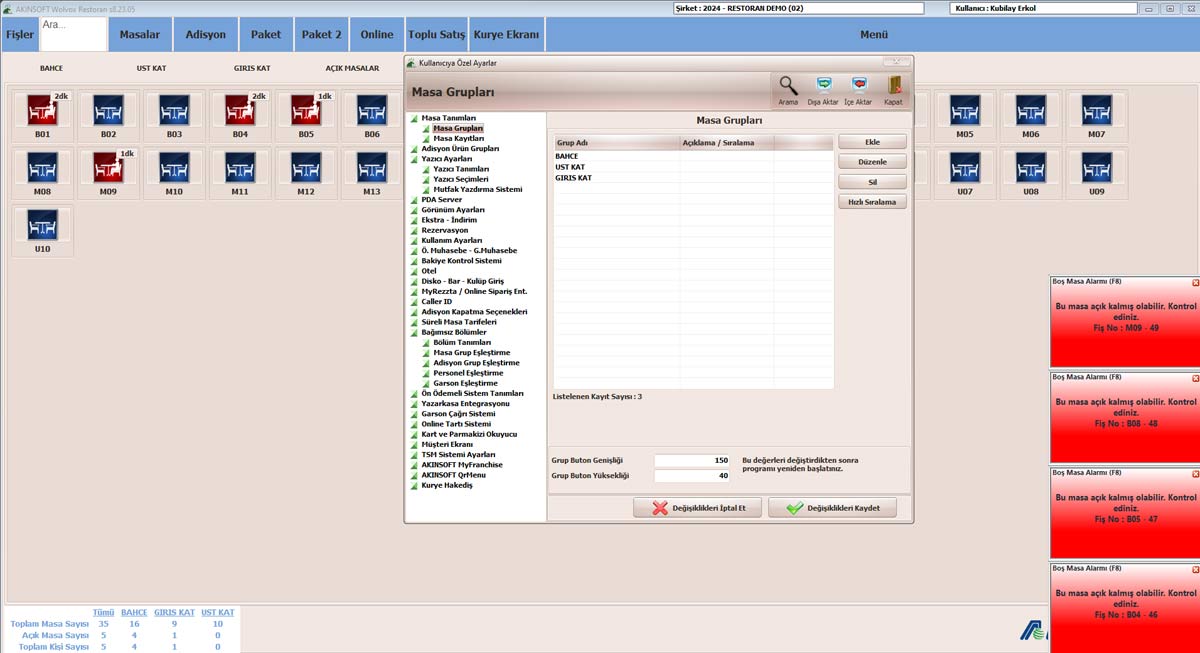 AKINSOFT Wolvox Restoran s8.23.05
Şirket : 2024 - RESTORAN DEMO (02)
Kullanıcı : Kubilay Erkol
Fişler
Ara...
Masalar
Adisyon
Paket
Paket 2
Online
Toplu Satış
Kurye Ekranı
Menü
BAHCE
UST KAT
GIRIS KAT
AÇIK MASALAR
2dk
B01
B02
B03
2dk
B04
1dk
B05
B06
M05
M06
M07
M08
1dk
M09
M10
M11
M12
M13
U07
U08
U09
U10
Kullanıcıya Özel Ayarlar
Masa Grupları
Arama
Dışa Aktar
İçe Aktar
Kapat
Masa Tanımları
Masa Grupları
Masa Kayıtları
Adisyon Ürün Grupları
Yazıcı Ayarları
Yazıcı Tanımları
Yazıcı Seçimleri
Mutfak Yazdırma Sistemi
PDA Server
Görünüm Ayarları
Ekstra - İndirim
Rezervasyon
Kullanım Ayarları
Ö. Muhasebe - G.Muhasebe
Bakiye Kontrol Sistemi
Otel
Disko - Bar - Kulüp Giriş
MyRezzta / Online Sipariş Ent.
Caller ID
Adisyon Kapatma Seçenekleri
Süreli Masa Tarifeleri
Bağımsız Bölümler
Bölüm Tanımları
Masa Grup Eşleştirme
Adisyon Grup Eşleştirme
Personel Eşleştirme
Garson Eşleştirme
Ön Ödemeli Sistem Tanımları
Yazarkasa Entegrasyonu
Garson Çağrı Sistemi
Online Tartı Sistemi
Kart ve Parmakizi Okuyucu
Müşteri Ekranı
TSM Sistemi Ayarları
AKINSOFT MyFranchise
AKINSOFT QrMenu
Kurye Hakediş
Masa Grupları
Grup Adı
Açıklama / Sıralama
BAHCE
UST KAT
GIRIS KAT
Ekle
Düzenle
Sil
Hızlı Sıralama
Listelenen Kayıt Sayısı : 3
Grup Buton Genişliği
150
Grup Buton Yüksekliği
40
Bu değerleri değiştirdikten sonra
programı yeniden başlatınız.
Değişiklikleri İptal Et
Değişiklikleri Kaydet
Boş Masa Alarmı (F8)
Bu masa açık kalmış olabilir. Kontrol
ediniz.
Fiş No : M09 - 49
Boş Masa Alarmı (F8)
Bu masa açık kalmış olabilir. Kontrol
ediniz.
Fiş No : B08 - 48
Boş Masa Alarmı (F8)
Bu masa açık kalmış olabilir. Kontrol
ediniz.
Fiş No : B05 - 47
Boş Masa Alarmı (F8)
Bu masa açık kalmış olabilir. Kontrol
ediniz.
Fiş No : B04 - 46
Tümü BAHCE GIRIS KAT UST KAT
Toplam Masa Sayısı 35 16 9 10
Açık Masa Sayısı 5 4 1 0
Toplam Kişi Sayısı 5 4 1 0